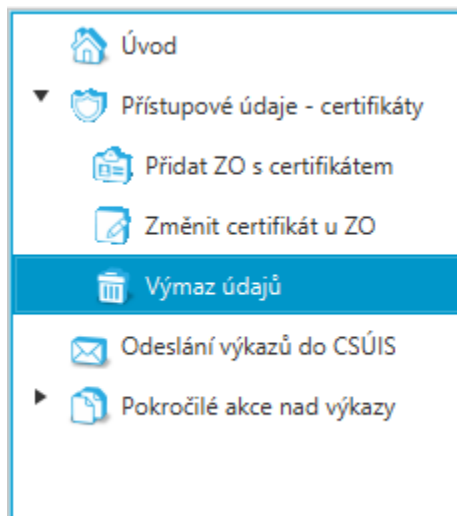 Úvod
Přístupové údaje - certifikáty
Přidat ZO s certifikátem
Změnit certifikát u ZO
Výmaz údajů
Odeslání výkazů do CSÚIS
Pokročilé akce nad výkazy